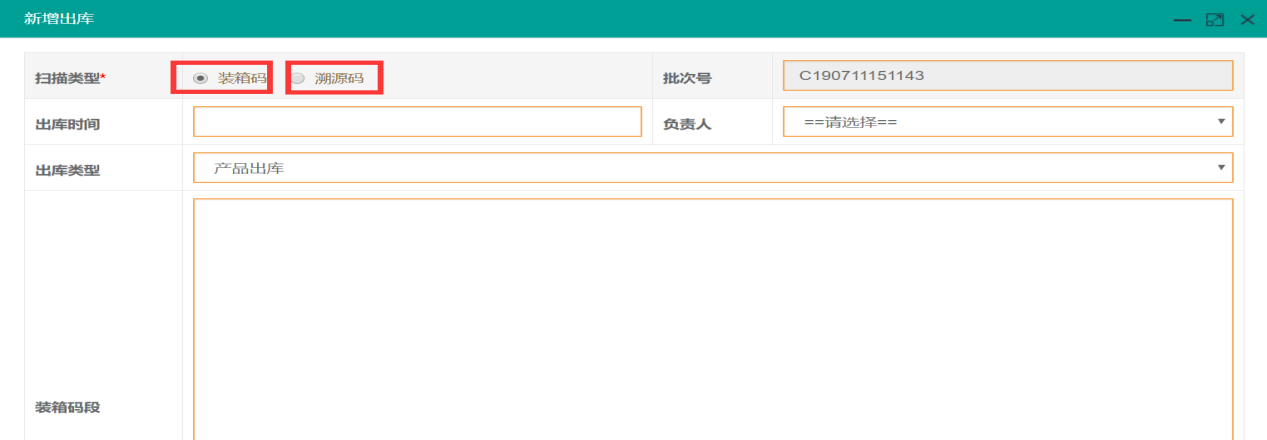 新增出库
扫描类型* 装箱码 溯源码 批次号 C190711151143
出库时间 负责人 ==请选择==
出库类型 产品出库
装箱码段